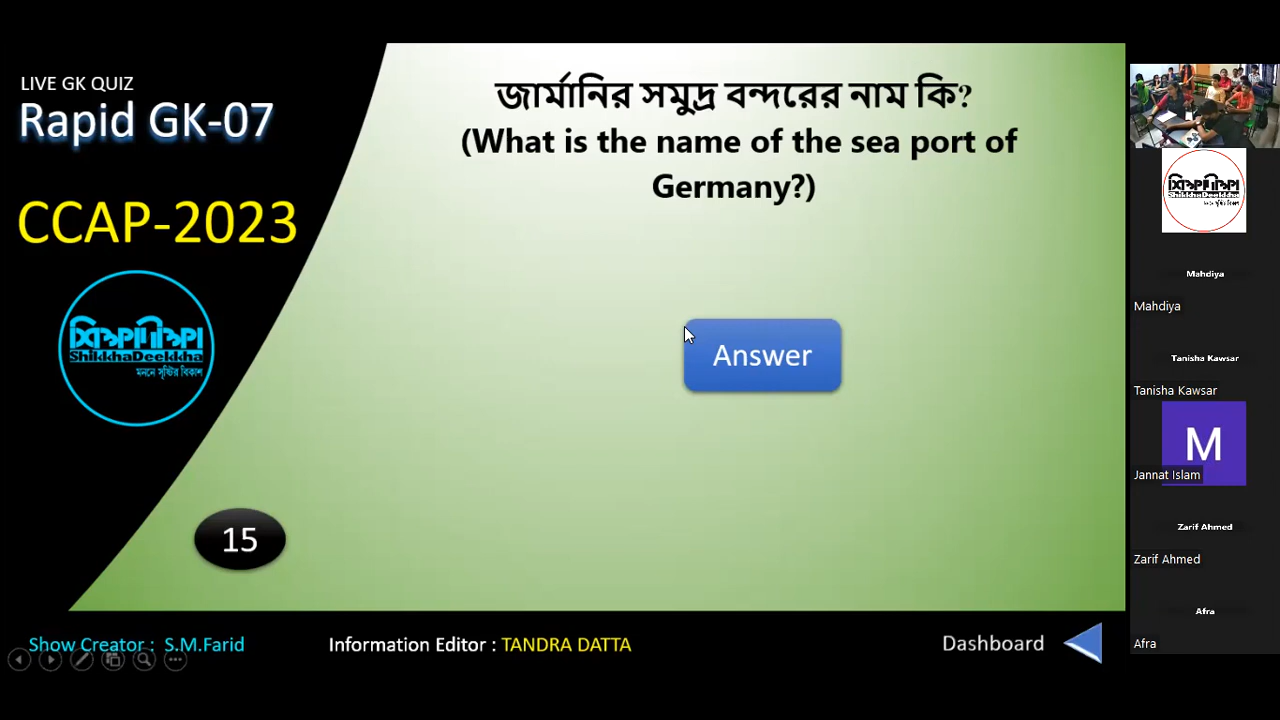 LIVE GK QUIZ
Rapid GK-07
CCAP-2023
শিক্ষাদীক্ষা
ShikkhaDeekkha
মননে সৃষ্টির বিকাশ
15
জার্মানির সমুদ্র বন্দরের নাম কি?
(What is the name of the sea port of
Germany?)
Answer
Show Creator : S.M.Farid
Information Editor : TANDRA DATTA
Dashboard
শিক্ষাদীক্ষা
ShikkhaDeekkha
Mahdiya
Mahdiya
Tanisha Kawsar
Tanisha Kawsar
M
Jannat Islam
Zarif Ahmed
Zarif Ahmed
Afra
Afra